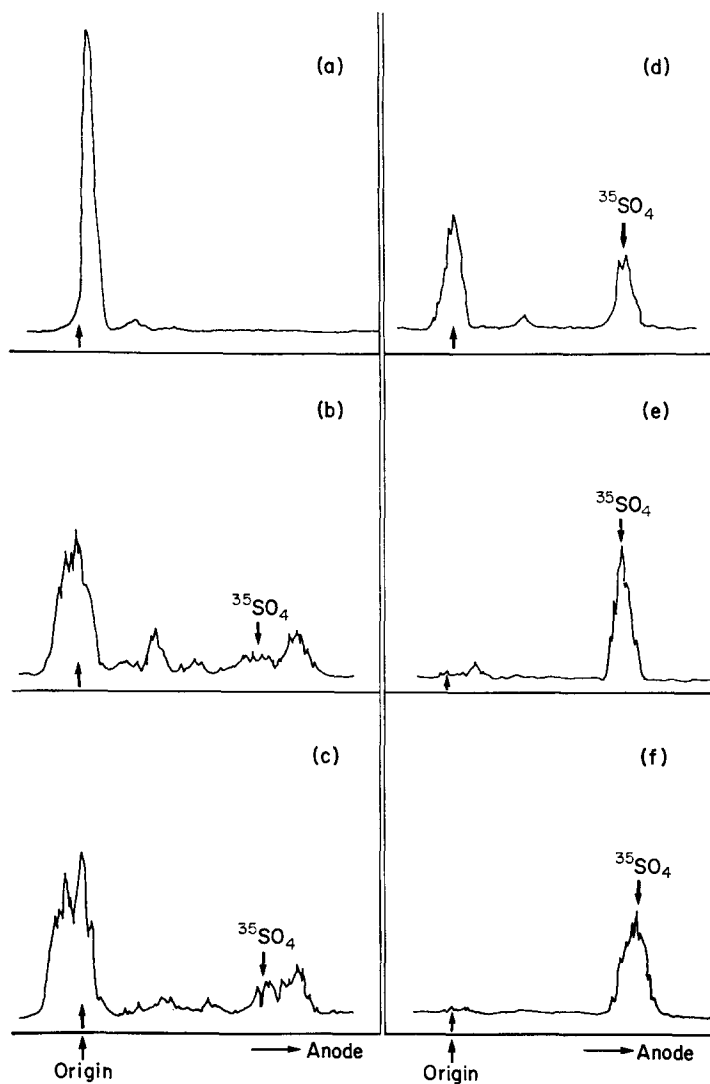 (a)
(d)
³⁵SO₄
(b)
(e)
³⁵SO₄
³⁵SO₄
(c)
(f)
³⁵SO₄
³⁵SO₄
Origin
Anode
Origin
Anode